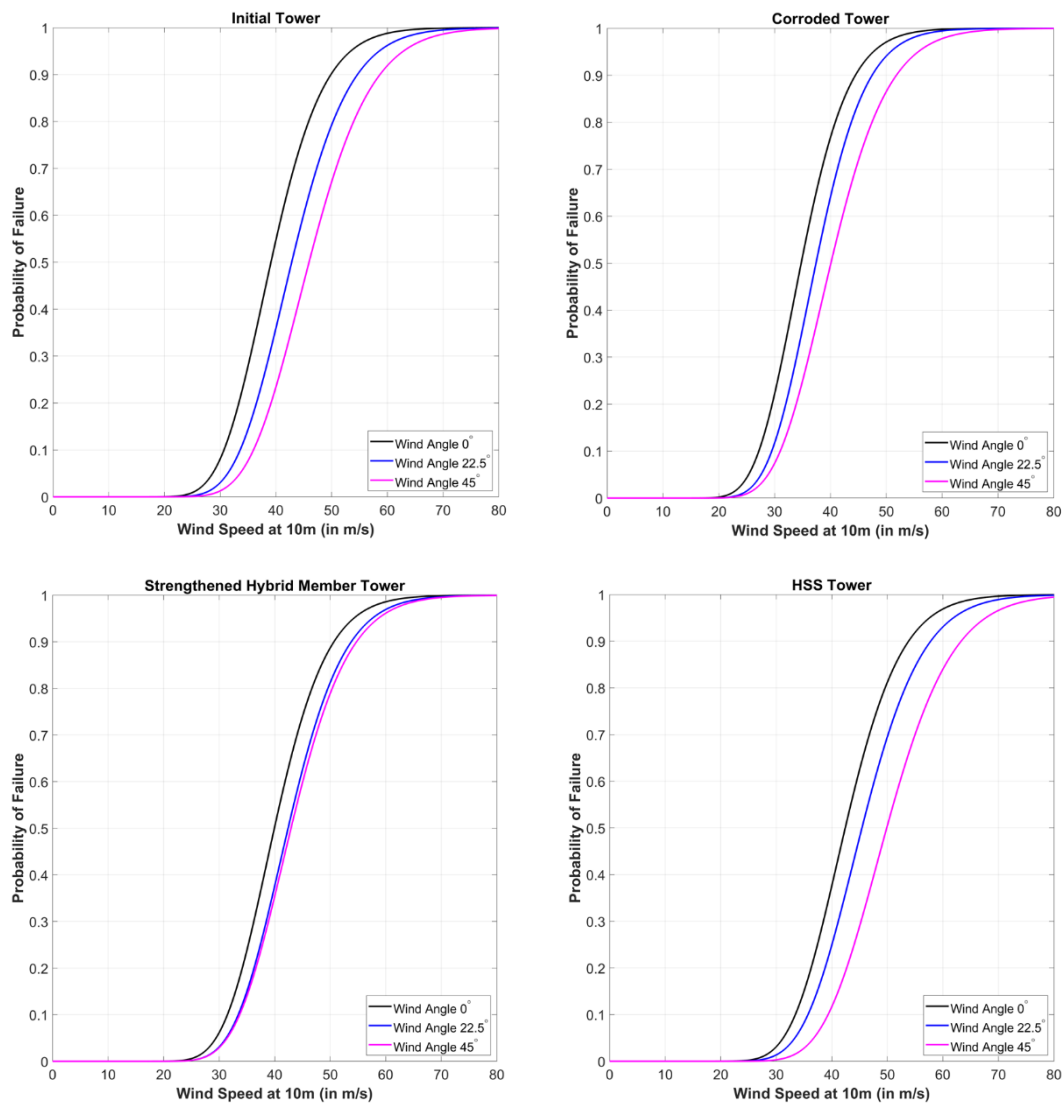 Initial Tower
Probability of Failure
1
0.9
0.8
0.7
0.6
0.5
0.4
0.3
0.2
0.1
0
0 10 20 30 40 50 60 70 80
Wind Speed at 10m (in m/s)
Wind Angle 0°
Wind Angle 22.5°
Wind Angle 45°
Corroded Tower
Probability of Failure
1
0.9
0.8
0.7
0.6
0.5
0.4
0.3
0.2
0.1
0
0 10 20 30 40 50 60 70 80
Wind Speed at 10m (in m/s)
Wind Angle 0°
Wind Angle 22.5°
Wind Angle 45°
Strengthened Hybrid Member Tower
Probability of Failure
1
0.9
0.8
0.7
0.6
0.5
0.4
0.3
0.2
0.1
0
0 10 20 30 40 50 60 70 80
Wind Speed at 10m (in m/s)
Wind Angle 0°
Wind Angle 22.5°
Wind Angle 45°
HSS Tower
Probability of Failure
1
0.9
0.8
0.7
0.6
0.5
0.4
0.3
0.2
0.1
0
0 10 20 30 40 50 60 70 80
Wind Speed at 10m (in m/s)
Wind Angle 0°
Wind Angle 22.5°
Wind Angle 45°